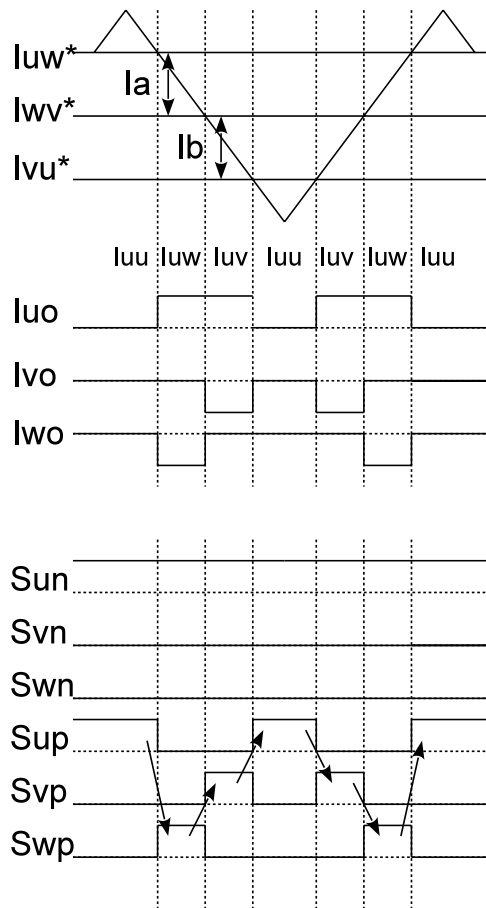 Iuw*
Ia
Iwv*
Ib
Ivu*
Iuu Iuw Iuv Iuu Iuv Iuw Iuu
Iuo
Ivo
Iwo
Sun
Svn
Swn
Sup
Svp
Swp